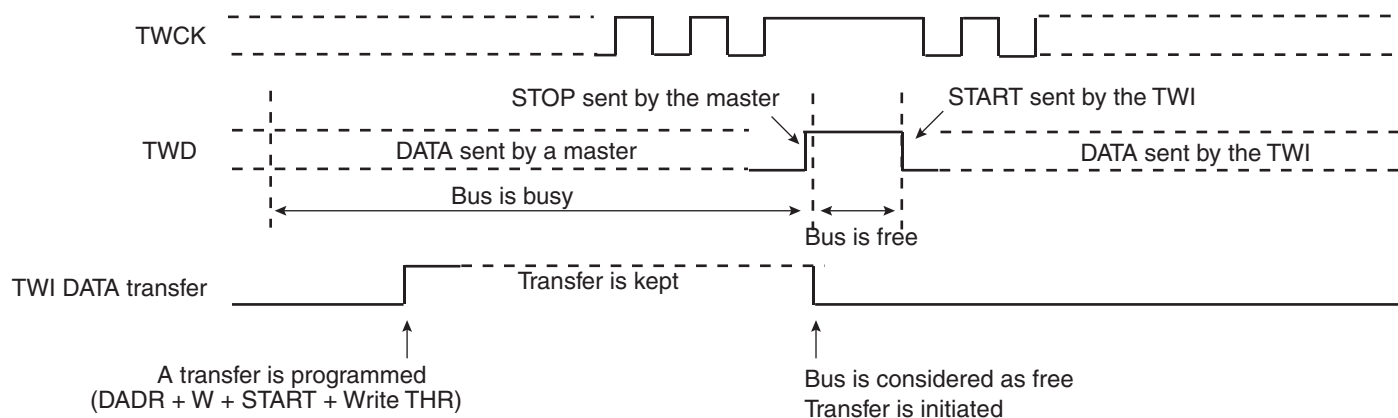 TWCK
STOP sent by the master
START sent by the TWI
TWD
DATA sent by a master
DATA sent by the TWI
Bus is busy
Bus is free
TWI DATA transfer
Transfer is kept
A transfer is programmed
(DADR + W + START + Write THR)
Bus is considered as free
Transfer is initiated